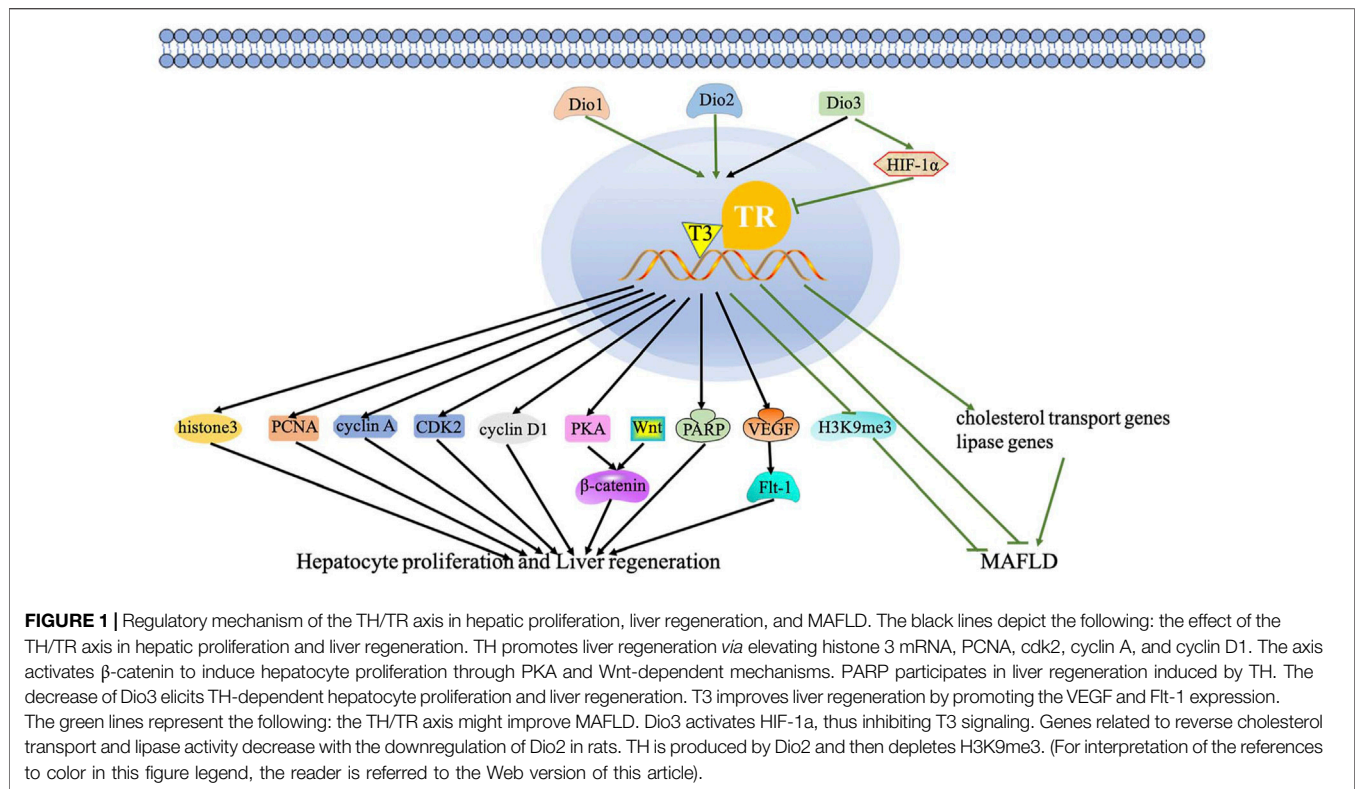 Dio1 Dio2 Dio3
HIF-1α
TR
T3
histone3 PCNA cyclin A CDK2 cyclin D1 PKA Wnt PARP VEGF H3K9me3 cholesterol transport genes
lipase genes
β-catenin Flt-1
Hepatocyte proliferation and Liver regeneration MAFLD
FIGURE 1 | Regulatory mechanism of the TH/TR axis in hepatic proliferation, liver regeneration, and MAFLD. The black lines depict the following: the effect of the
TH/TR axis in hepatic proliferation and liver regeneration. TH promotes liver regeneration via elevating histone 3 mRNA, PCNA, cdk2, cyclin A, and cyclin D1. The axis
activates β-catenin to induce hepatocyte proliferation through PKA and Wnt-dependent mechanisms. PARP participates in liver regeneration induced by TH. The
decrease of Dio3 elicits TH-dependent hepatocyte proliferation and liver regeneration. T3 improves liver regeneration by promoting the VEGF and Flt-1 expression.
The green lines represent the following: the TH/TR axis might improve MAFLD. Dio3 activates HIF-1a, thus inhibiting T3 signaling. Genes related to reverse cholesterol
transport and lipase activity decrease with the downregulation of Dio2 in rats. TH is produced by Dio2 and then depletes H3K9me3. (For interpretation of the references
to color in this figure legend, the reader is referred to the Web version of this article).